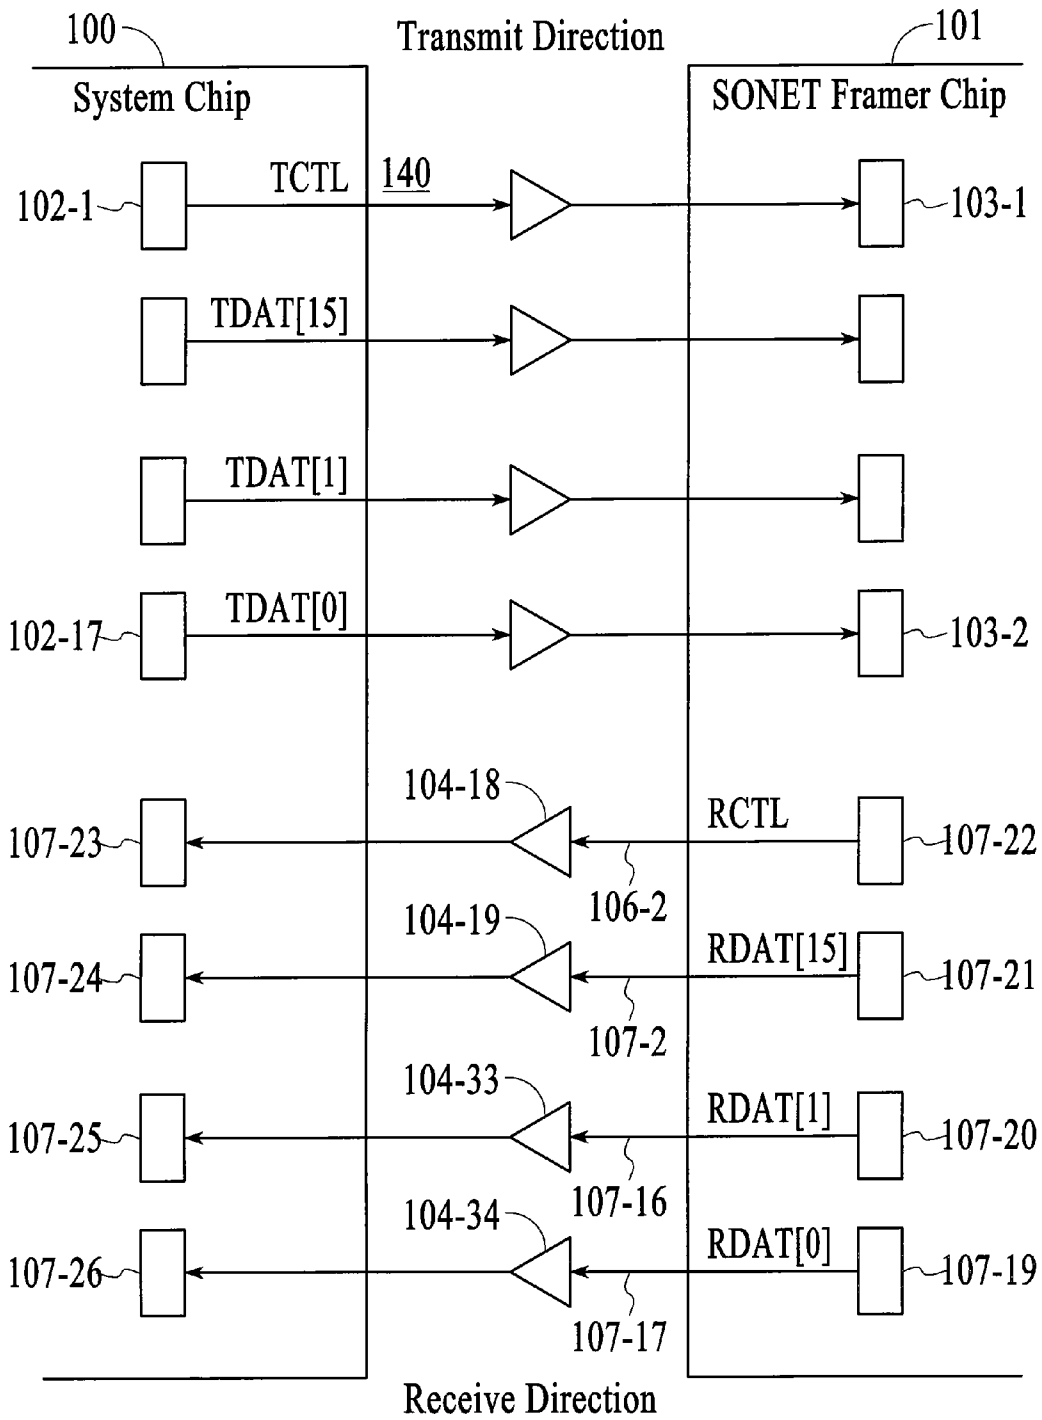 100
Transmit Direction
101
System Chip
SONET Framer Chip
TCTL
140
102-1
103-1
TDAT[15]
TDAT[1]
TDAT[0]
102-17
103-2
104-18
RCTL
107-23
107-22
106-2
104-19
RDAT[15]
107-24
107-21
107-2
104-33
RDAT[1]
107-25
107-20
107-16
104-34
RDAT[0]
107-26
107-19
107-17
Receive Direction